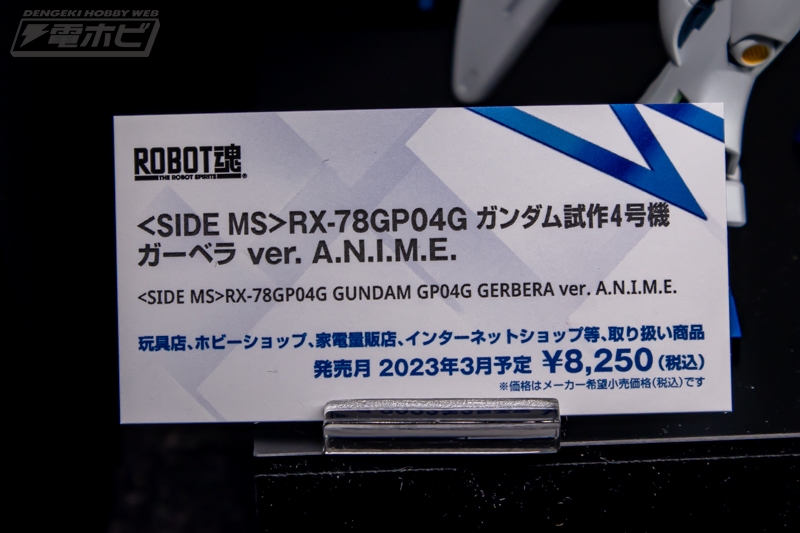 DENGEKI HOBBY WEB
電ホビ
ROBOT魂
THE ROBOT SPIRITS
<SIDE MS>RX-78GP04G ガンダム試作4号機
ガーベラ ver. A.N.I.M.E.
<SIDE MS>RX-78GP04G GUNDAM GP04G GERBERA ver. A.N.I.M.E.
玩具店、ホビーショップ、家電量販店、インターネットショップ等、取り扱い商品
発売月 2023年3月予定 ¥8,250(税込)
※価格はメーカー希望小売価格(税込)です